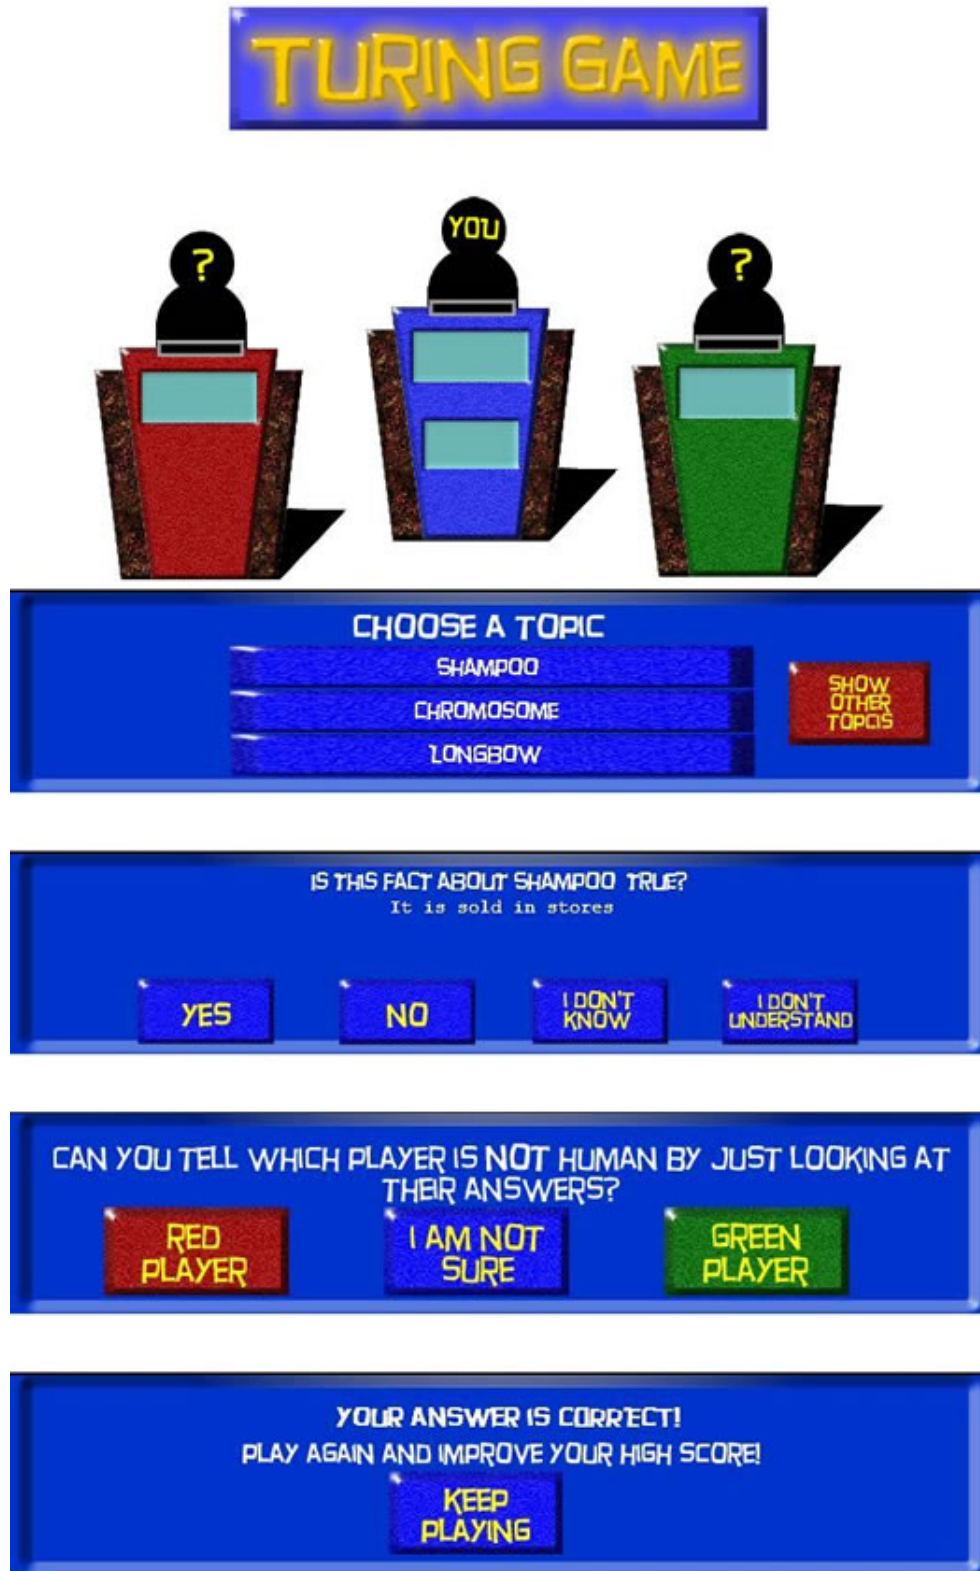 TURING GAME
?
YOU
?
CHOOSE A TOPIC
SHAMPOO
CHROMOSOME
LONGBOW
SHOW
OTHER
TOPCIS
IS THIS FACT ABOUT SHAMPOO TRUE?
It is sold in stores
YES
NO
I DON'T
KNOW
I DON'T
UNDERSTAND
CAN YOU TELL WHICH PLAYER IS NOT HUMAN BY JUST LOOKING AT
THEIR ANSWERS?
RED
PLAYER
I AM NOT
SURE
GREEN
PLAYER
YOUR ANSWER IS CORRECT!
PLAY AGAIN AND IMPROVE YOUR HIGH SCORE!
KEEP
PLAYING